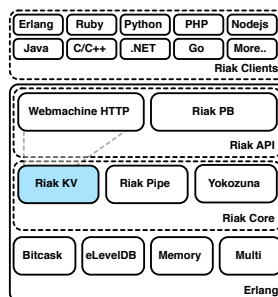 Erlang Ruby Python PHP Nodejs
Java C/C++ .NET Go More..
Riak Clients
Webmachine HTTP Riak PB
Riak API
Riak KV Riak Pipe Yokozuna
Riak Core
Bitcask eLevelDB Memory Multi
Erlang